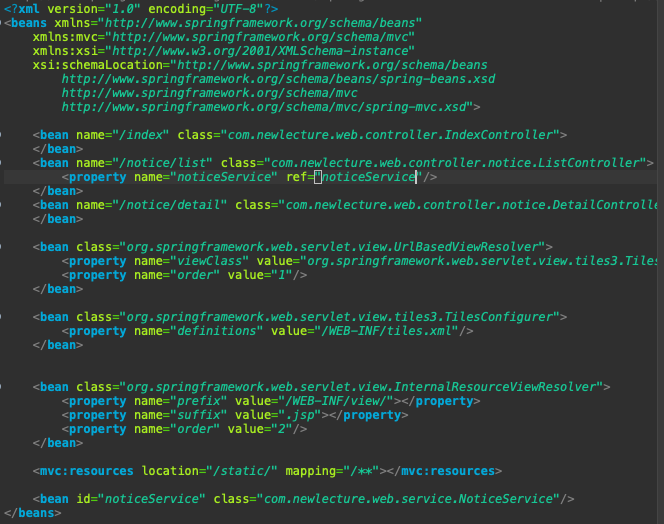 <?xml version="1.0" encoding="UTF-8"?>
<beans xmlns="http://www.springframework.org/schema/beans"
xmlns:mvc="http://www.springframework.org/schema/mvc"
xmlns:xsi="http://www.w3.org/2001/XMLSchema-instance"
xsi:schemaLocation="http://www.springframework.org/schema/beans
http://www.springframework.org/schema/beans/spring-beans.xsd
http://www.springframework.org/schema/mvc
http://www.springframework.org/schema/mvc/spring-mvc.xsd">
<bean name="/index" class="com.newlecture.web.controller.IndexController">
</bean>
<bean name="/notice/list" class="com.newlecture.web.controller.notice.ListController">
<property name="noticeService" ref="noticeService"/>
</bean>
<bean name="/notice/detail" class="com.newlecture.web.controller.notice.DetailControlle
</bean>
<bean class="org.springframework.web.servlet.view.UrlBasedViewResolver">
<property name="viewClass" value="org.springframework.web.servlet.view.tiles3.Tiles
<property name="order" value="1"/>
</bean>
<bean class="org.springframework.web.servlet.view.tiles3.TilesConfigurer">
<property name="definitions" value="/WEB-INF/tiles.xml"/>
</bean>
<bean class="org.springframework.web.servlet.view.InternalResourceViewResolver">
<property name="prefix" value="/WEB-INF/view/"></property>
<property name="suffix" value=".jsp"></property>
<property name="order" value="2"/>
</bean>
<mvc:resources location="/static/" mapping="/**"></mvc:resources>
<bean id="noticeService" class="com.newlecture.web.service.NoticeService"/>
</beans>